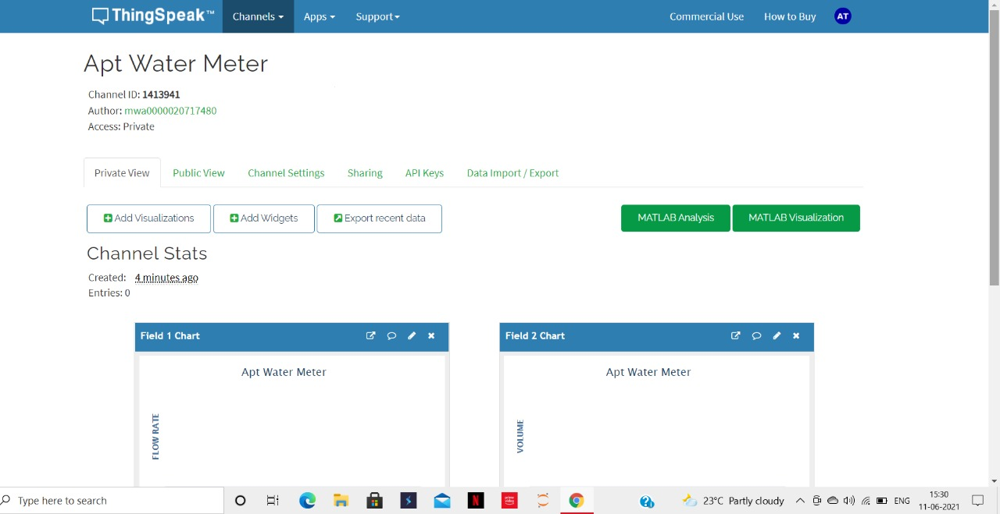 ThingSpeak™ Channels Apps Support Commercial Use How to Buy AT
Apt Water Meter
Channel ID: 1413941
Author: mwa0000020717480
Access: Private
Private View Public View Channel Settings Sharing API Keys Data Import / Export
Add Visualizations Add Widgets Export recent data MATLAB Analysis MATLAB Visualization
Channel Stats
Created: 4 minutes ago
Entries: 0
Field 1 Chart
Apt Water Meter
FLOW RATE
Field 2 Chart
Apt Water Meter
VOLUME
Type here to search
N
prime video
23°C Partly cloudy
ENG
15:30
11-06-2021